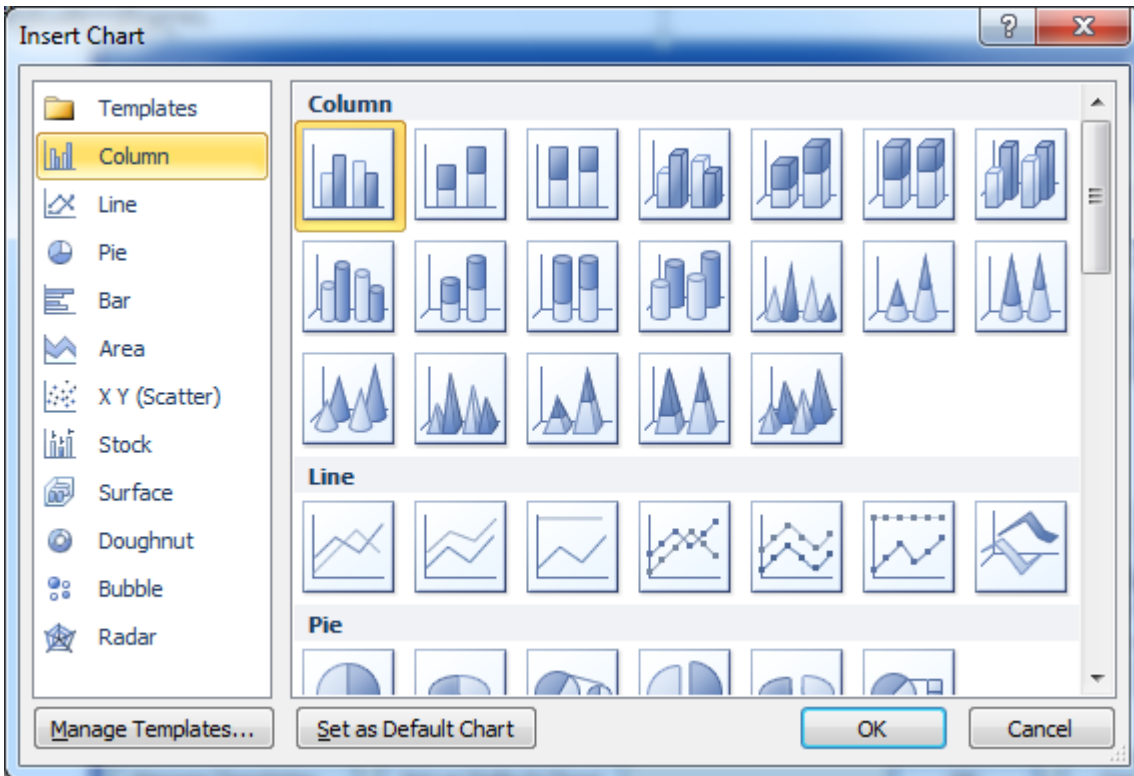 Insert Chart
Templates
Column
Line
Pie
Bar
Area
X Y (Scatter)
Stock
Surface
Doughnut
Bubble
Radar
Column
Line
Pie
Manage Templates...
Set as Default Chart
OK
Cancel